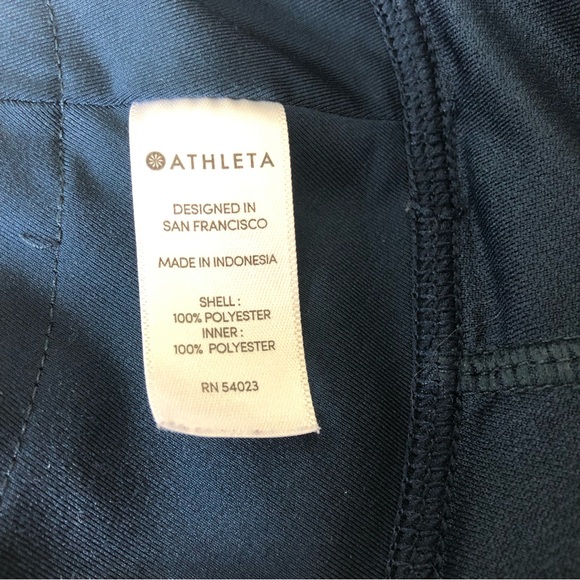 ATHLETA
DESIGNED IN
SAN FRANCISCO
MADE IN INDONESIA
SHELL :
100% POLYESTER
INNER :
100% POLYESTER
RN 54023